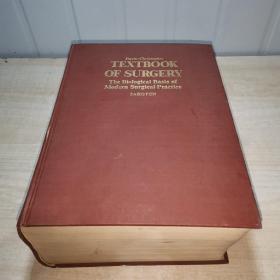 Davis-Christopher
TEXTBOOK
OF SURGERY
The Biological Basis of
Modern Surgical Practice
SABISTON